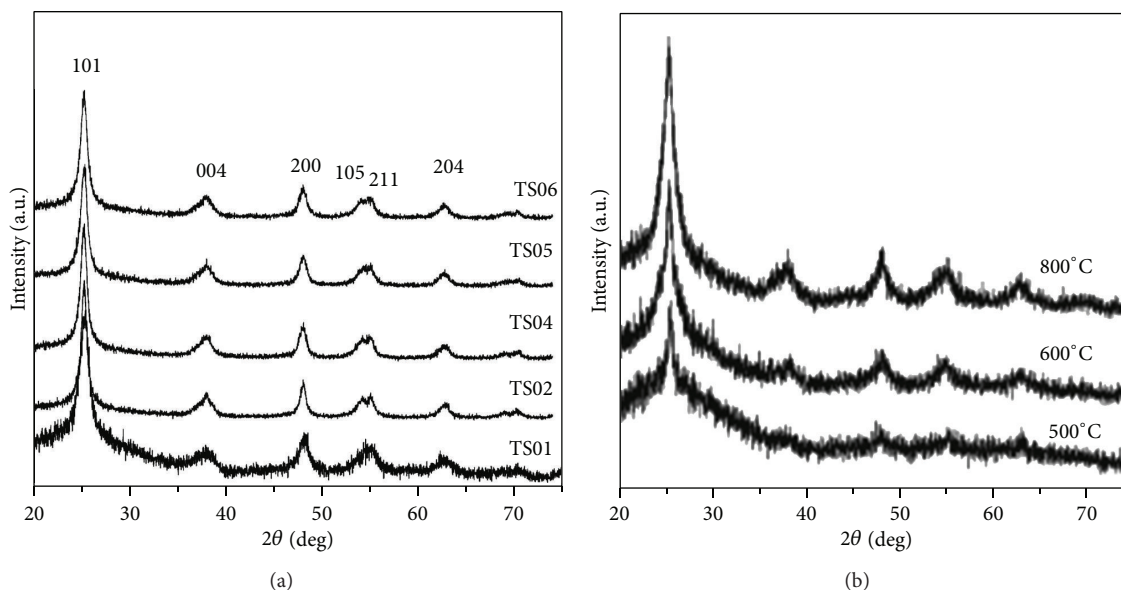 101
004
200
105
211
204
TS06
TS05
TS04
TS02
TS01
Intensity (a.u.)
20
30
40
50
60
70
2θ (deg)
(a)
800°C
600°C
500°C
Intensity (a.u.)
20
30
40
50
60
70
2θ (deg)
(b)